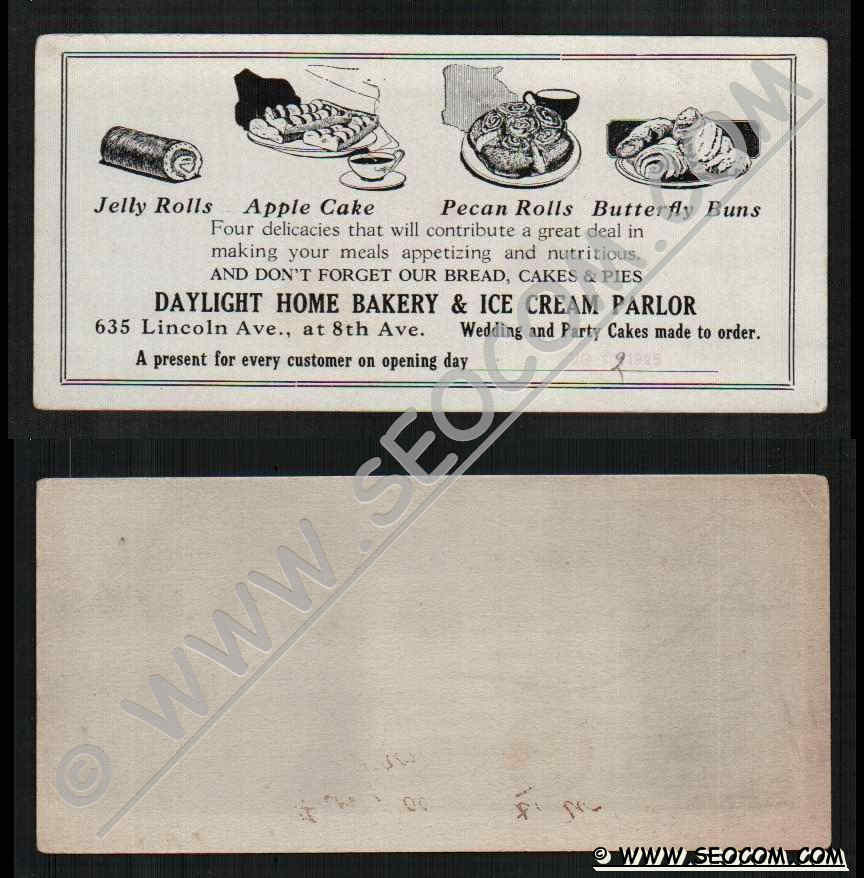 Jelly Rolls Apple Cake Pecan Rolls Butterfly Buns
Four delicacies that will contribute a great deal in
making your meals appetizing and nutritious.
AND DON'T FORGET OUR BREAD, CAKES & PIES
DAYLIGHT HOME BAKERY & ICE CREAM PARLOR
635 Lincoln Ave., at 8th Ave. Wedding and Party Cakes made to order.
A present for every customer on opening day
© WWW.SEOCOM.COM
© WWW.SEOCOM.COM